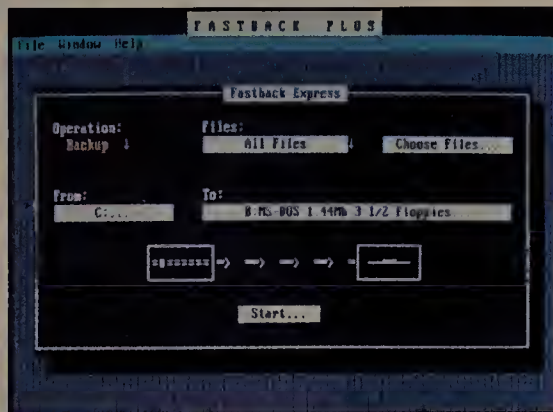 FASTBACK PLUS
File Window Help
Fastback Express
Operation:
Backup ↓
Files:
All Files ↓
Choose Files...
From:
C:...
To:
B:MS-DOS 1.44Mb 3 1/2 Floppies
Start...